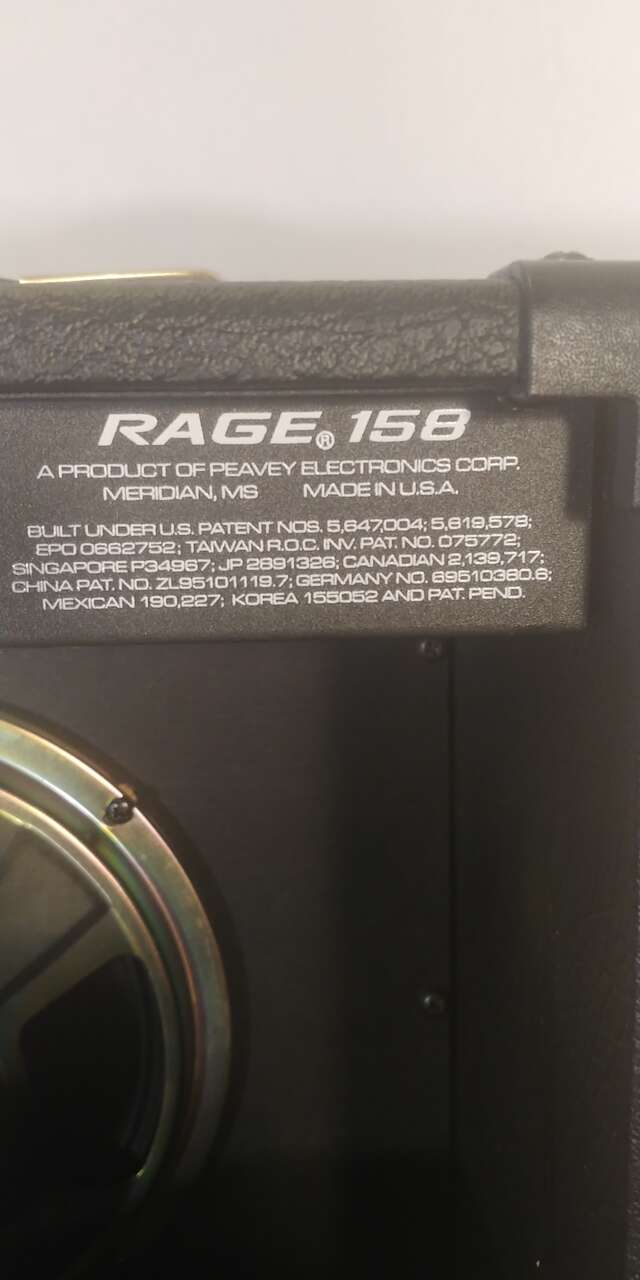 RAGE® 158
A PRODUCT OF PEAVEY ELECTRONICS CORP.
MERIDIAN, MS MADE IN U.S.A.
BUILT UNDER U.S. PATENT NOS. 5,647,004; 5,619,578;
EPO 0662752; TAIWAN R.O.C. INV. PAT. NO. 075772;
SINGAPORE P34967; JP 2891326; CANADIAN 2,139,717;
CHINA PAT. NO. ZL95101119.7; GERMANY NO. 69510380.6;
MEXICAN 190,227; KOREA 155052 AND PAT. PEND.